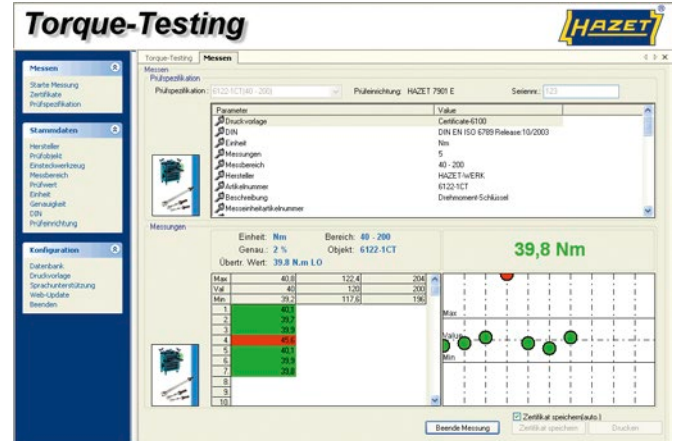 Torque-Testing
HAZET
Torque-Testing Messen
Messen
Starte Messung
Zertifikate
Prüfspezifikation
Stammdaten
Hersteller
Prüfobjekt
Einsteckwerkzeug
Messbereich
Prüfwert
Einheit
Genauigkeit
DIN
Prüfeinrichtung
Konfiguration
Datenbank
Druckvorlage
Sprachunterstützung
Web-Update
Beenden
Messen
Prüfspezifikation
Prüfspezifikation: 6122-1CT(40 - 200) Prüfeinrichtung: HAZET 7901 E Seriennr.: 123
Parameter Value
Druckvorlage Certificate-6100
DIN DIN EN ISO 6789 Release 10/2003
Einheit Nm
Messungen 5
Messbereich 40 - 200
Hersteller HAZET-WERK
Artikelnummer 6122-1CT
Beschreibung Drehmoment-Schlüssel
Messeinheitartikelnummer
Messungen
Einheit: Nm Bereich: 40 - 200
Genau.: 2 % Objekt: 6122-1CT
Übertr. Wert: 39.8 N.m LO
39,8 Nm
Max 40,8 122,4 204
Val 40 120 200
Min 39,2 117,6 196
1 40,1
2 39,7
3 39,9
4 45,6
5 40,1
6 39,9
7 39,8
8
9
10
Max
Value
Min
Zertifikat speichern(auto.)
Beende Messung Zertifikat speichern Drucken